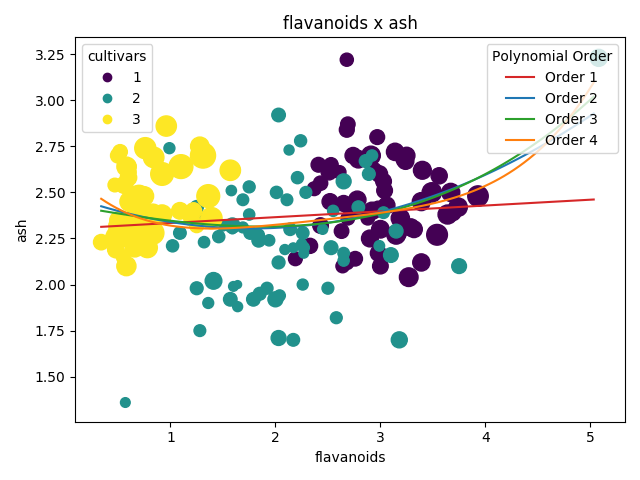 flavanoids x ash
cultivars
1
2
3
Polynomial Order
Order 1
Order 2
Order 3
Order 4
ash
3.25
3.00
2.75
2.50
2.25
2.00
1.75
1.50
1
2
3
4
5
flavanoids